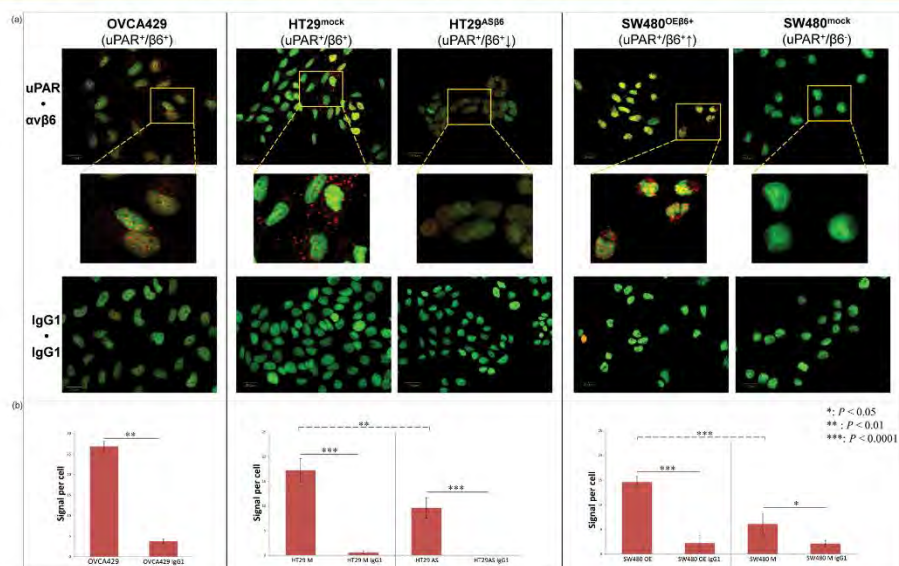 (a)
OVCA429
(uPAR⁺/β6⁺)
HT29ᵐᵒᶜᵏ
(uPAR⁺/β6⁺)
HT29ᴬˢᵝ⁶
(uPAR⁺/β6⁺↓)
SW480ᴼᴱᵝ⁶⁺
(uPAR⁺/β6⁺↑)
SW480ᵐᵒᶜᵏ
(uPAR⁺/β6⁻)
uPAR
•
αvβ6
IgG1
•
IgG1
(b)
*: P < 0.05
** : P < 0.01
***: P < 0.0001
Signal per cell
**
OVCA429
OVCA429 IgG1
Signal per cell
**
***
***
HT29 M
HT29 M IgG1
HT29 AS
HT29AS IgG1
Signal per cell
***
***
*
SW480 OE
SW480 OE IgG1
SW480 M
SW480 M IgG1